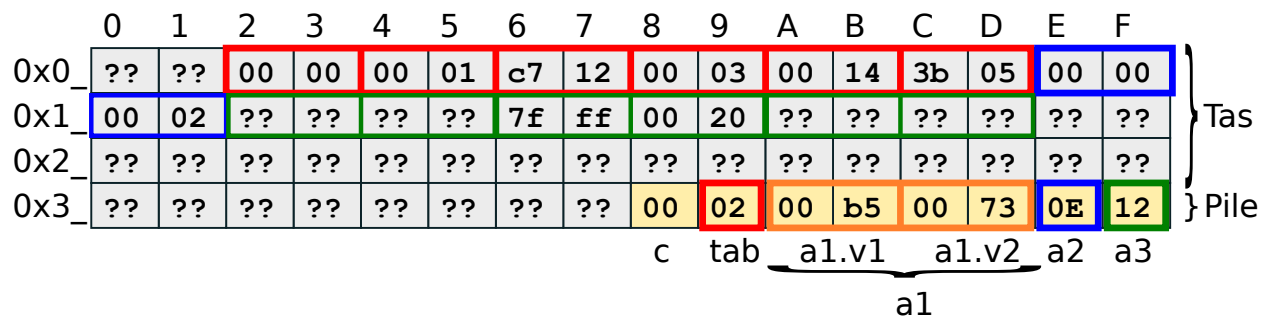 0 1 2 3 4 5 6 7 8 9 A B C D E F
0x0_ ?? ?? 00 00 00 01 c7 12 00 03 00 14 3b 05 00 00
0x1_ 00 02 ?? ?? ?? ?? 7f ff 00 20 ?? ?? ?? ?? ?? ?? Tas
0x2_ ?? ?? ?? ?? ?? ?? ?? ?? ?? ?? ?? ?? ?? ?? ?? ??
0x3_ ?? ?? ?? ?? ?? ?? ?? ?? 00 02 00 b5 00 73 0E 12 Pile
c tab a1.v1 a1.v2 a2 a3
a1